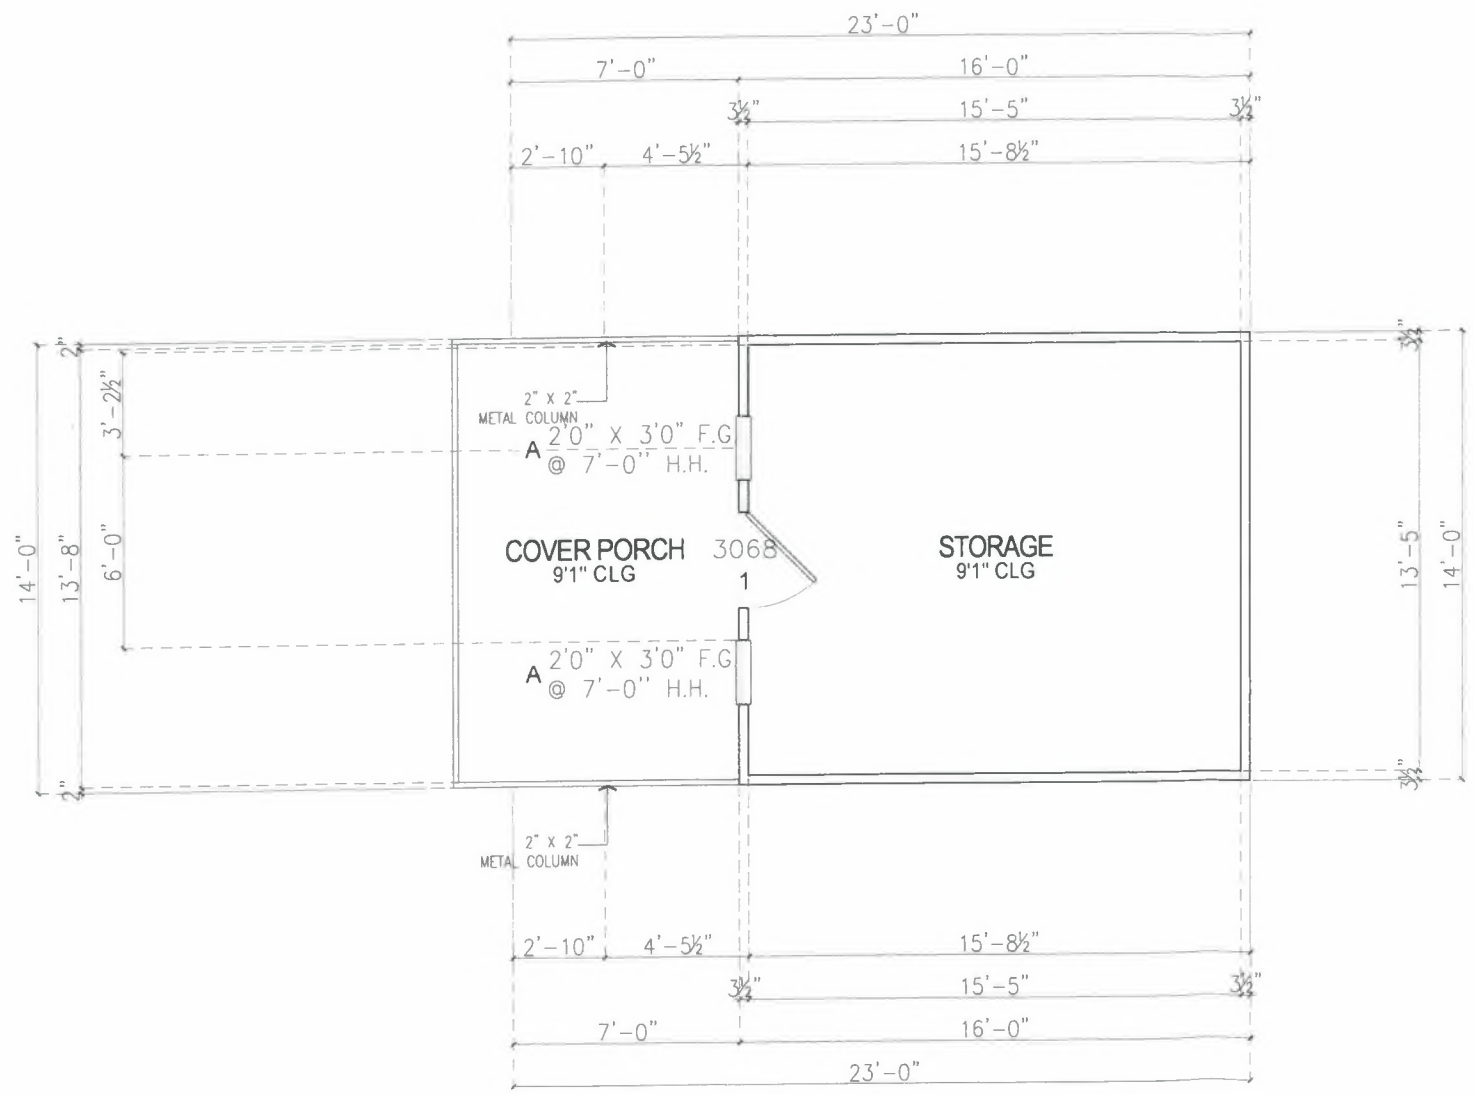 23'-0"
7'-0" 16'-0"
3½" 15'-5" 3½"
2'-10" 4'-5½" 15'-8½"
2" 3½"
3'-2½"
2" X 2"
METAL COLUMN
A 2'0" X 3'0" F.G
@ 7'-0" H.H.
14'-0" 13'-8" 6'-0"
COVER PORCH 3068 STORAGE
9'1" CLG 1 9'1" CLG
13'-5" 14'-0"
A 2'0" X 3'0" F.G
@ 7'-0" H.H.
2" 3½"
2" X 2"
METAL COLUMN
2'-10" 4'-5½" 15'-8½"
3½" 15'-5" 3½"
7'-0" 16'-0"
23'-0"